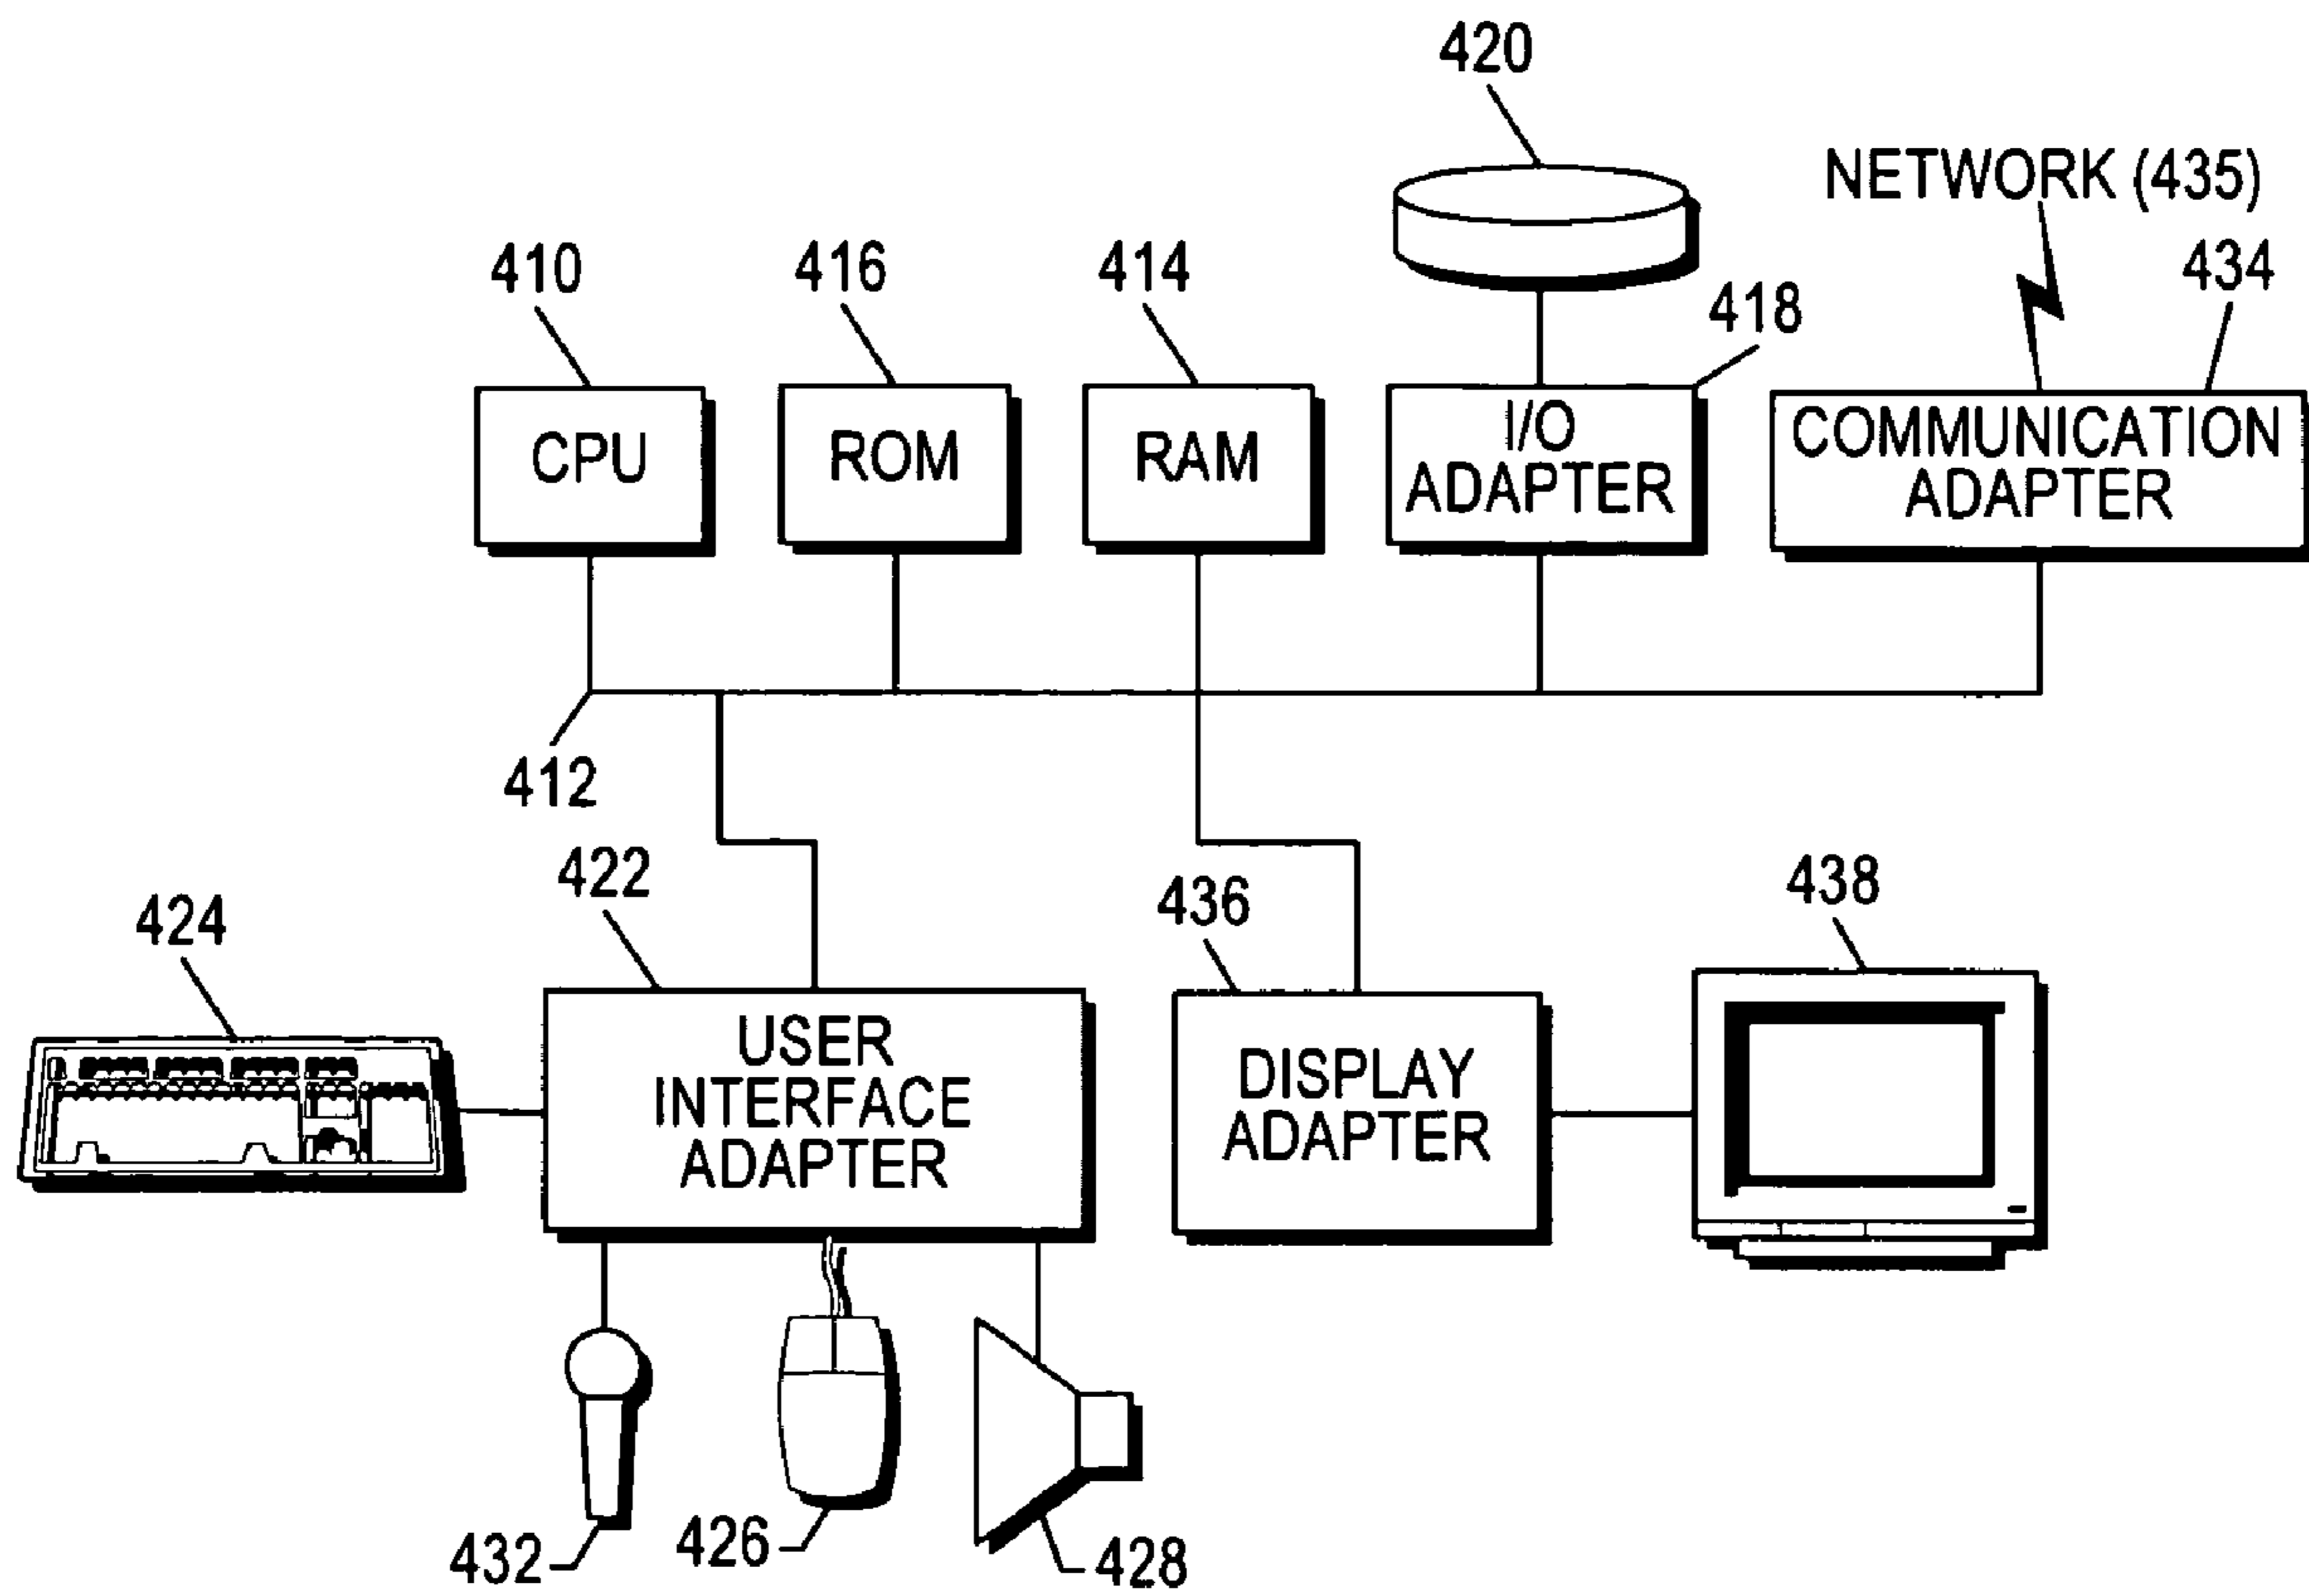 420
NETWORK (435)
410
416
414
418
434
CPU
ROM
RAM
I/O
ADAPTER
COMMUNICATION
ADAPTER
412
422
436
438
424
USER
INTERFACE
ADAPTER
DISPLAY
ADAPTER
432
426
428